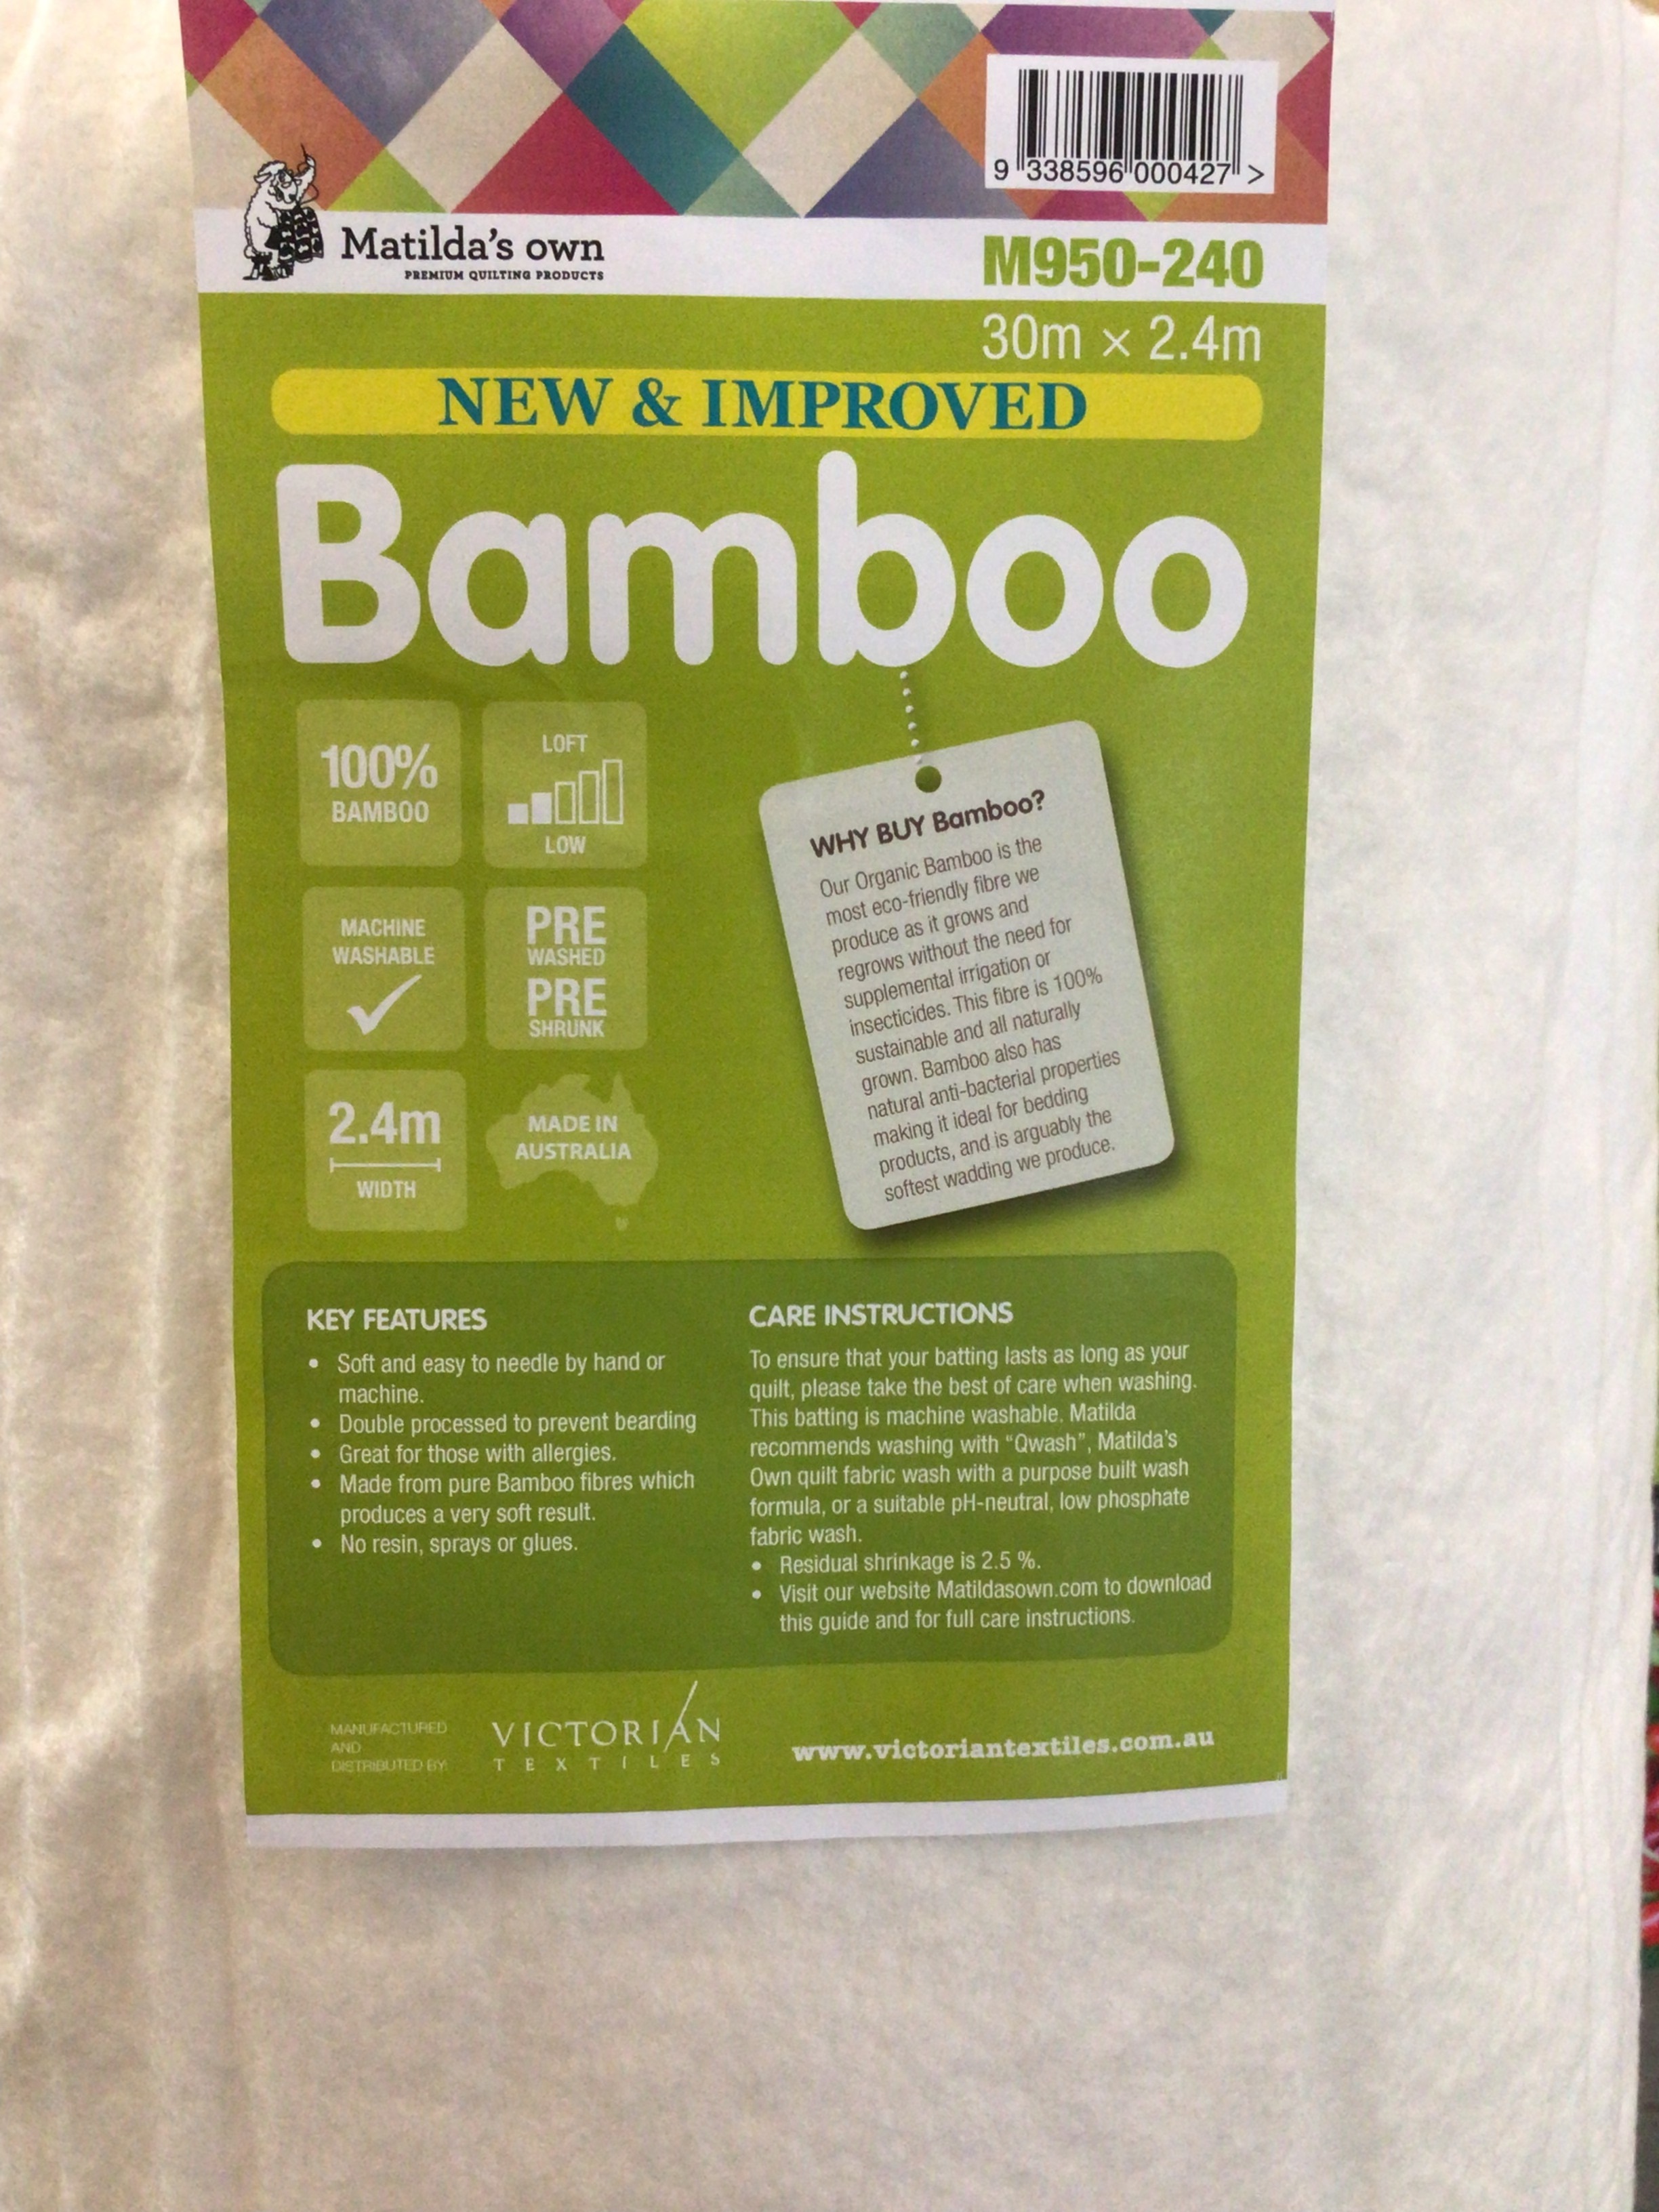 9 338596 000427 >
Matilda's own
PREMIUM QUILTING PRODUCTS
M950-240
30m × 2.4m
NEW & IMPROVED
Bamboo
100%
BAMBOO
LOFT
LOW
MACHINE
WASHABLE
PRE
WASHED
PRE
SHRUNK
2.4m
WIDTH
MADE IN
AUSTRALIA
WHY BUY Bamboo?
Our Organic Bamboo is the
most eco-friendly fibre we
produce as it grows and
regrows without the need for
supplemental irrigation or
insecticides. This fibre is 100%
sustainable and all naturally
grown. Bamboo also has
natural anti-bacterial properties
making it ideal for bedding
products, and is arguably the
softest wadding we produce.
KEY FEATURES
• Soft and easy to needle by hand or
machine.
• Double processed to prevent bearding
• Great for those with allergies.
• Made from pure Bamboo fibres which
produces a very soft result.
• No resin, sprays or glues.
CARE INSTRUCTIONS
To ensure that your batting lasts as long as your
quilt, please take the best of care when washing.
This batting is machine washable. Matilda
recommends washing with “Qwash”, Matilda's
Own quilt fabric wash with a purpose built wash
formula, or a suitable pH-neutral, low phosphate
fabric wash.
• Residual shrinkage is 2.5 %.
• Visit our website Matildasown.com to download
this guide and for full care instructions.
MANUFACTURED
AND
DISTRIBUTED BY:
VICTORIAN
TEXTILES
www.victoriantextiles.com.au